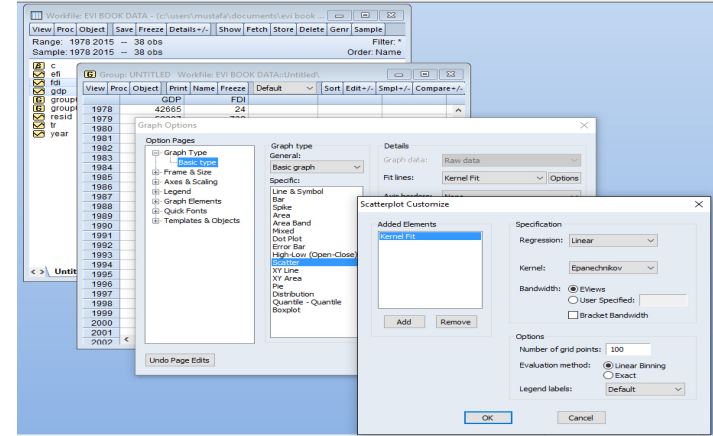 Workfile: EVI BOOK DATA - (c:\users\mustafa\documents\evi book ...
View Proc Object Save Freeze Details+/- Show Fetch Store Delete Genr Sample
Range: 1978 2015 -- 38 obs Filter: *
Sample: 1978 2015 -- 38 obs Order: Name
c
efi
fdi
gdp
group
group
resid
tr
year
< > Untit
Group: UNTITLED Workfile: EVI BOOK DATA::Untitled\
View Proc Object Print Name Freeze Default Sort Edit+/- Smpl+/- Compare+/-
GDP FDI
1978 42665 24
1979
1980
1981
1982
1983
1984
1985
1986
1987
1988
1989
1990
1991
1992
1993
1994
1995
1996
1997
1998
1999
2000
2001
2002
Graph Options
Option Pages
Graph Type
Basic type
Frame & Size
Axes & Scaling
Legend
Graph Elements
Quick Fonts
Templates & Objects
Undo Page Edits
Graph type
General:
Basic graph
Specific:
Line & Symbol
Bar
Spike
Area
Area Band
Mixed
Dot Plot
Error Bar
High-Low (Open-Close)
Scatter
XY Line
XY Area
Pie
Distribution
Quantile - Quantile
Boxplot
Details
Graph data: Raw data
Fit lines: Kernel Fit Options
Scatterplot Customize
Added Elements
Kernel Fit
Add Remove
Specification
Regression: Linear
Kernel: Epanechnikov
Bandwidth: EViews
User Specified:
Bracket Bandwidth
Options
Number of grid points: 100
Evaluation method: Linear Binning
Exact
Legend labels: Default
OK Cancel